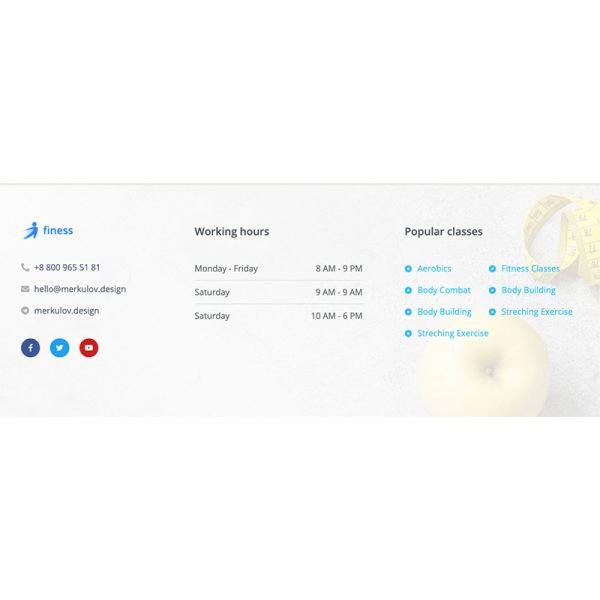 finess
+8 800 965 51 81
hello@merkulov.design
merkulov.design
Working hours
Monday - Friday 8 AM - 9 PM
Saturday 9 AM - 9 AM
Saturday 10 AM - 6 PM
Popular classes
Aerobics Fitness Classes
Body Combat Body Building
Body Building Streching Exercise
Streching Exercise